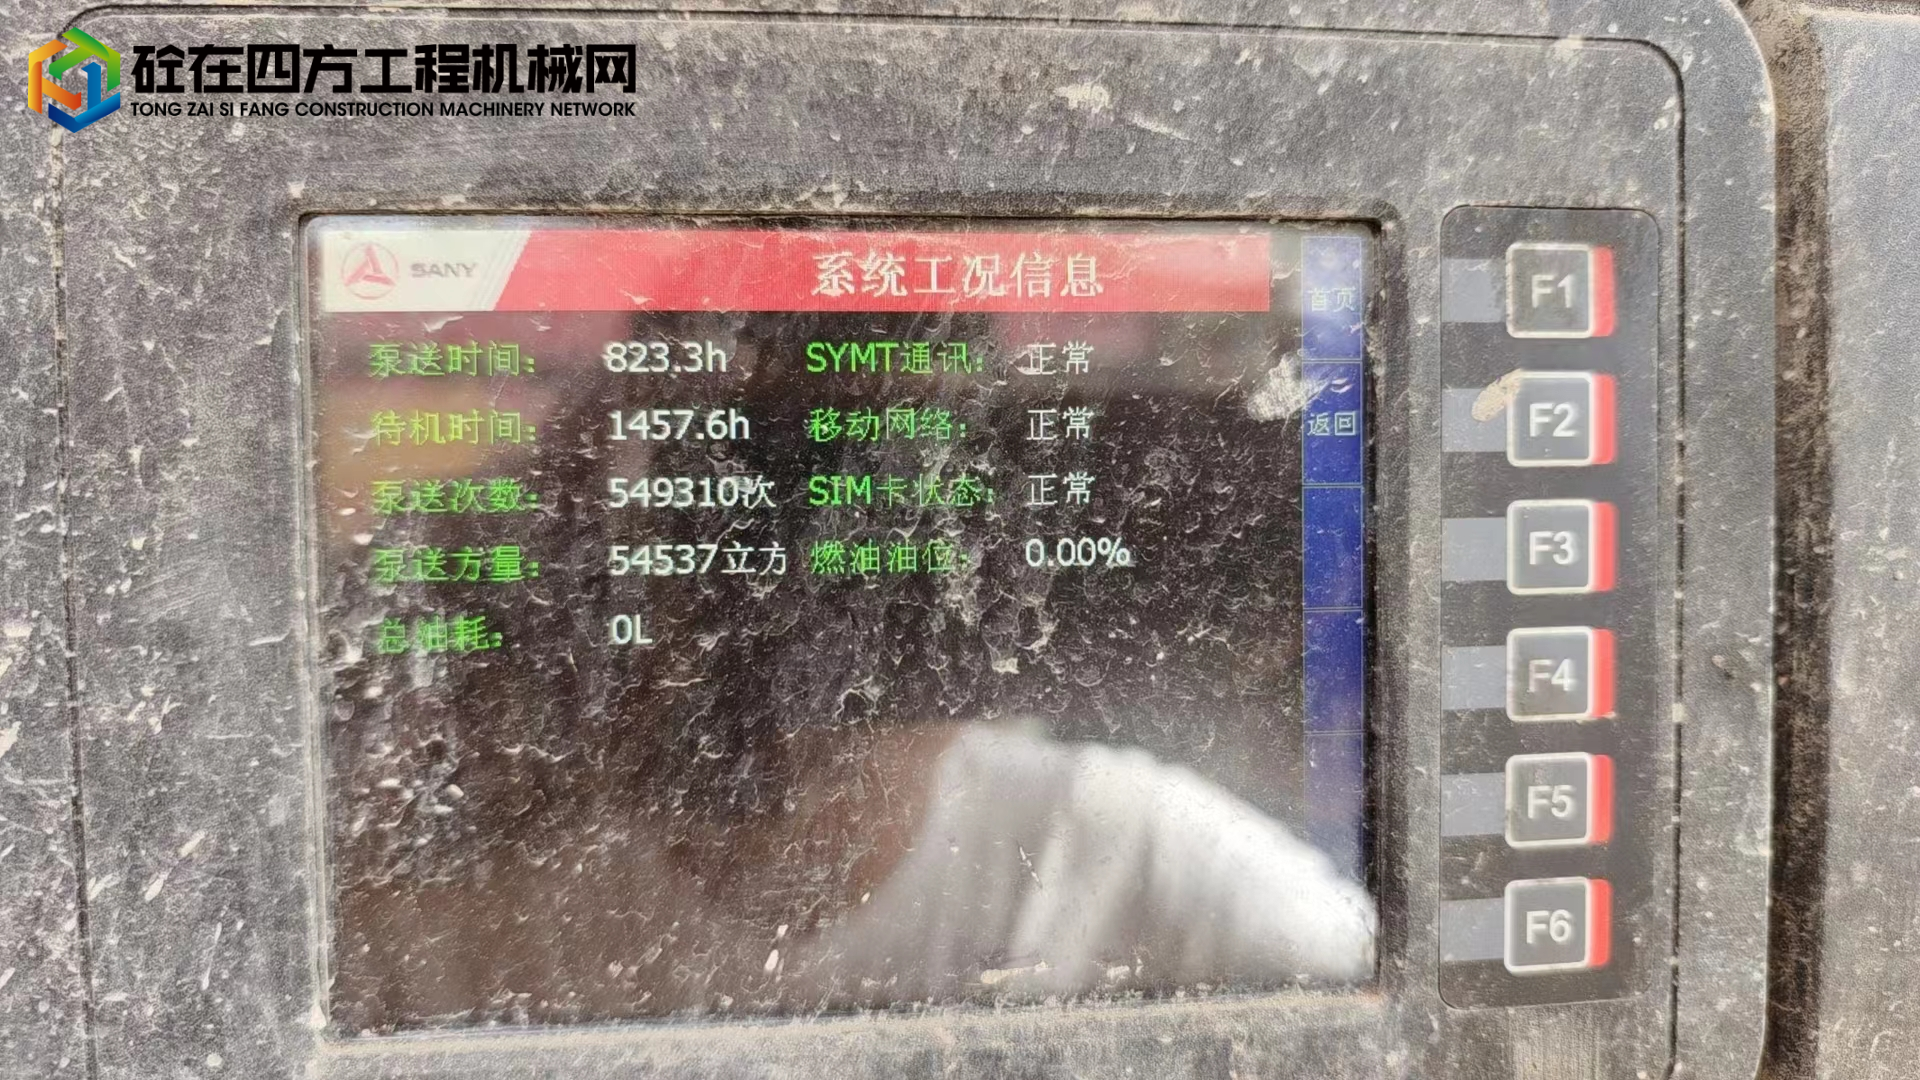 砼在四方工程机械网
TONG ZAI SI FANG CONSTRUCTION MACHINERY NETWORK
SANY 系统工况信息 首页
泵送时间: 823.3h SYMT通讯: 正常
待机时间: 1457.6h 移动网络: 正常 返回
泵送次数: 549310次 SIM卡状态: 正常
泵送方量: 54537立方 燃油油位: 0.00%
总油耗: 0L
F1
F2
F3
F4
F5
F6